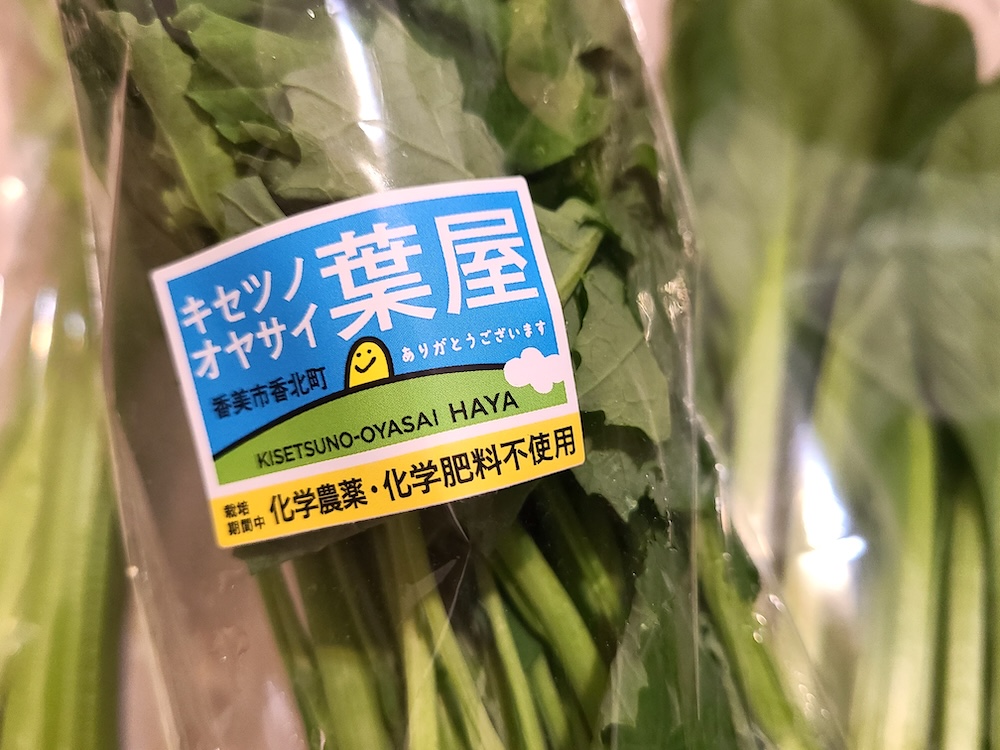 キセツノ
オヤサイ
葉屋
ありがとうございます
香美市香北町
KISETSUNO-OYASAI HAYA
栽培
期間中
化学農薬・化学肥料不使用